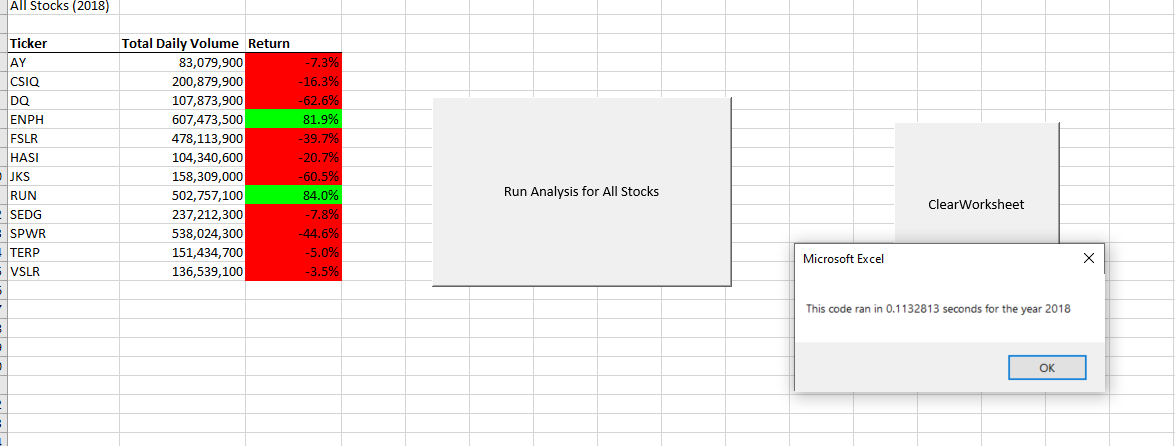 All Stocks (2018)
Ticker Total Daily Volume Return
AY 83,079,900 -7.3%
CSIQ 200,879,900 -16.3%
DQ 107,873,900 -62.6%
ENPH 607,473,500 81.9%
FSLR 478,113,900 -39.7%
HASI 104,340,600 -20.7%
JKS 158,309,000 -60.5%
RUN 502,757,100 84.0%
SEDG 237,212,300 -7.8%
SPWR 538,024,300 -44.6%
TERP 151,434,700 -5.0%
VSLR 136,539,100 -3.5%
Run Analysis for All Stocks
ClearWorksheet
Microsoft Excel
This code ran in 0.1132813 seconds for the year 2018
OK